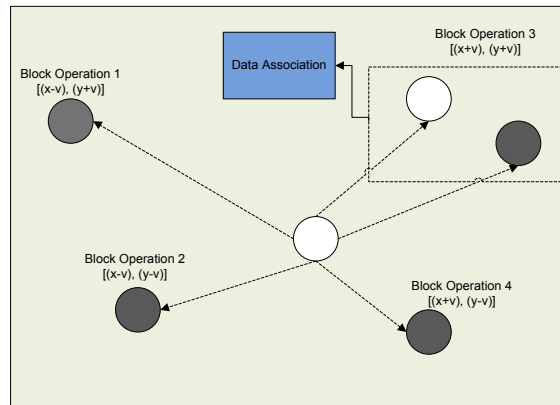 Block Operation 3
[(x+v), (y+v)]
Data Association
Block Operation 1
[(x-v), (y+v)]
Block Operation 2
[(x-v), (y-v)]
Block Operation 4
[(x+v), (y-v)]